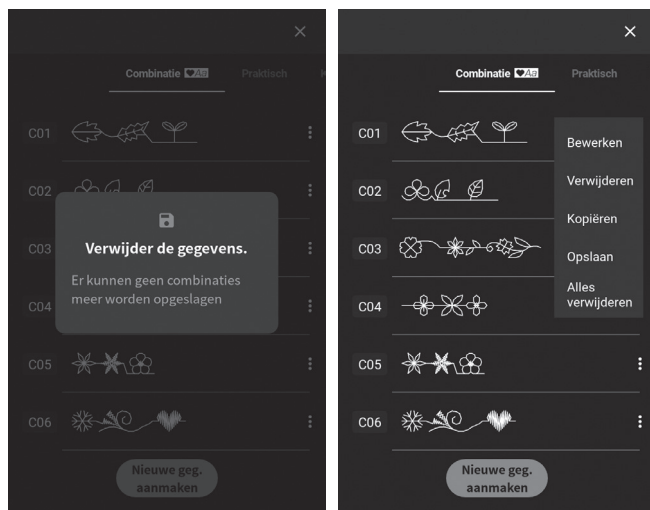 Combinatie Aa Praktisch
C01
C02
C03
C04
C05
C06
Verwijder de gegevens.
Er kunnen geen combinaties
meer worden opgeslagen
Nieuwe geg.
aanmaken
Combinatie Aa Praktisch
C01
C02
C03
C04
C05
C06
Bewerken
Verwijderen
Kopiëren
Opslaan
Alles
verwijderen
Nieuwe geg.
aanmaken